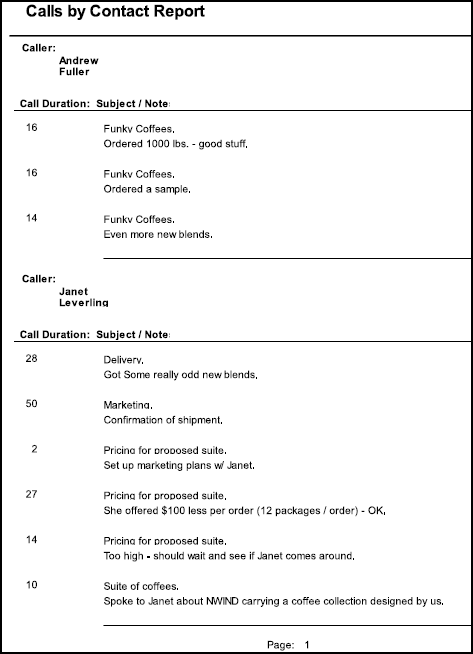 Calls by Contact Report
Caller:
Andrew
Fuller
Call Duration: Subject / Note:
16 Funky Coffees.
Ordered 1000 lbs. - good stuff.
16 Funky Coffees.
Ordered a sample.
14 Funky Coffees.
Even more new blends.
Caller:
Janet
Leverling
Call Duration: Subject / Note:
28 Delivery.
Got Some really odd new blends.
50 Marketing.
Confirmation of shipment.
2 Pricing for proposed suite.
Set up marketing plans w/ Janet.
27 Pricing for proposed suite.
She offered $100 less per order (12 packages / order) - OK.
14 Pricing for proposed suite.
Too high - should wait and see if Janet comes around.
10 Suite of coffees.
Spoke to Janet about NWIND carrying a coffee collection designed by us.
Page: 1